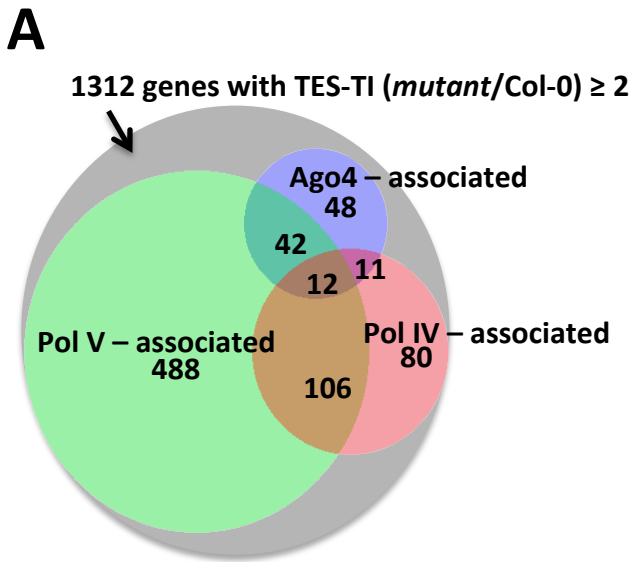 A
1312 genes with TES-TI (mutant/Col-0) ≥ 2
Ago4 – associated
48
42
11
12
Pol V – associated
488
Pol IV – associated
80
106